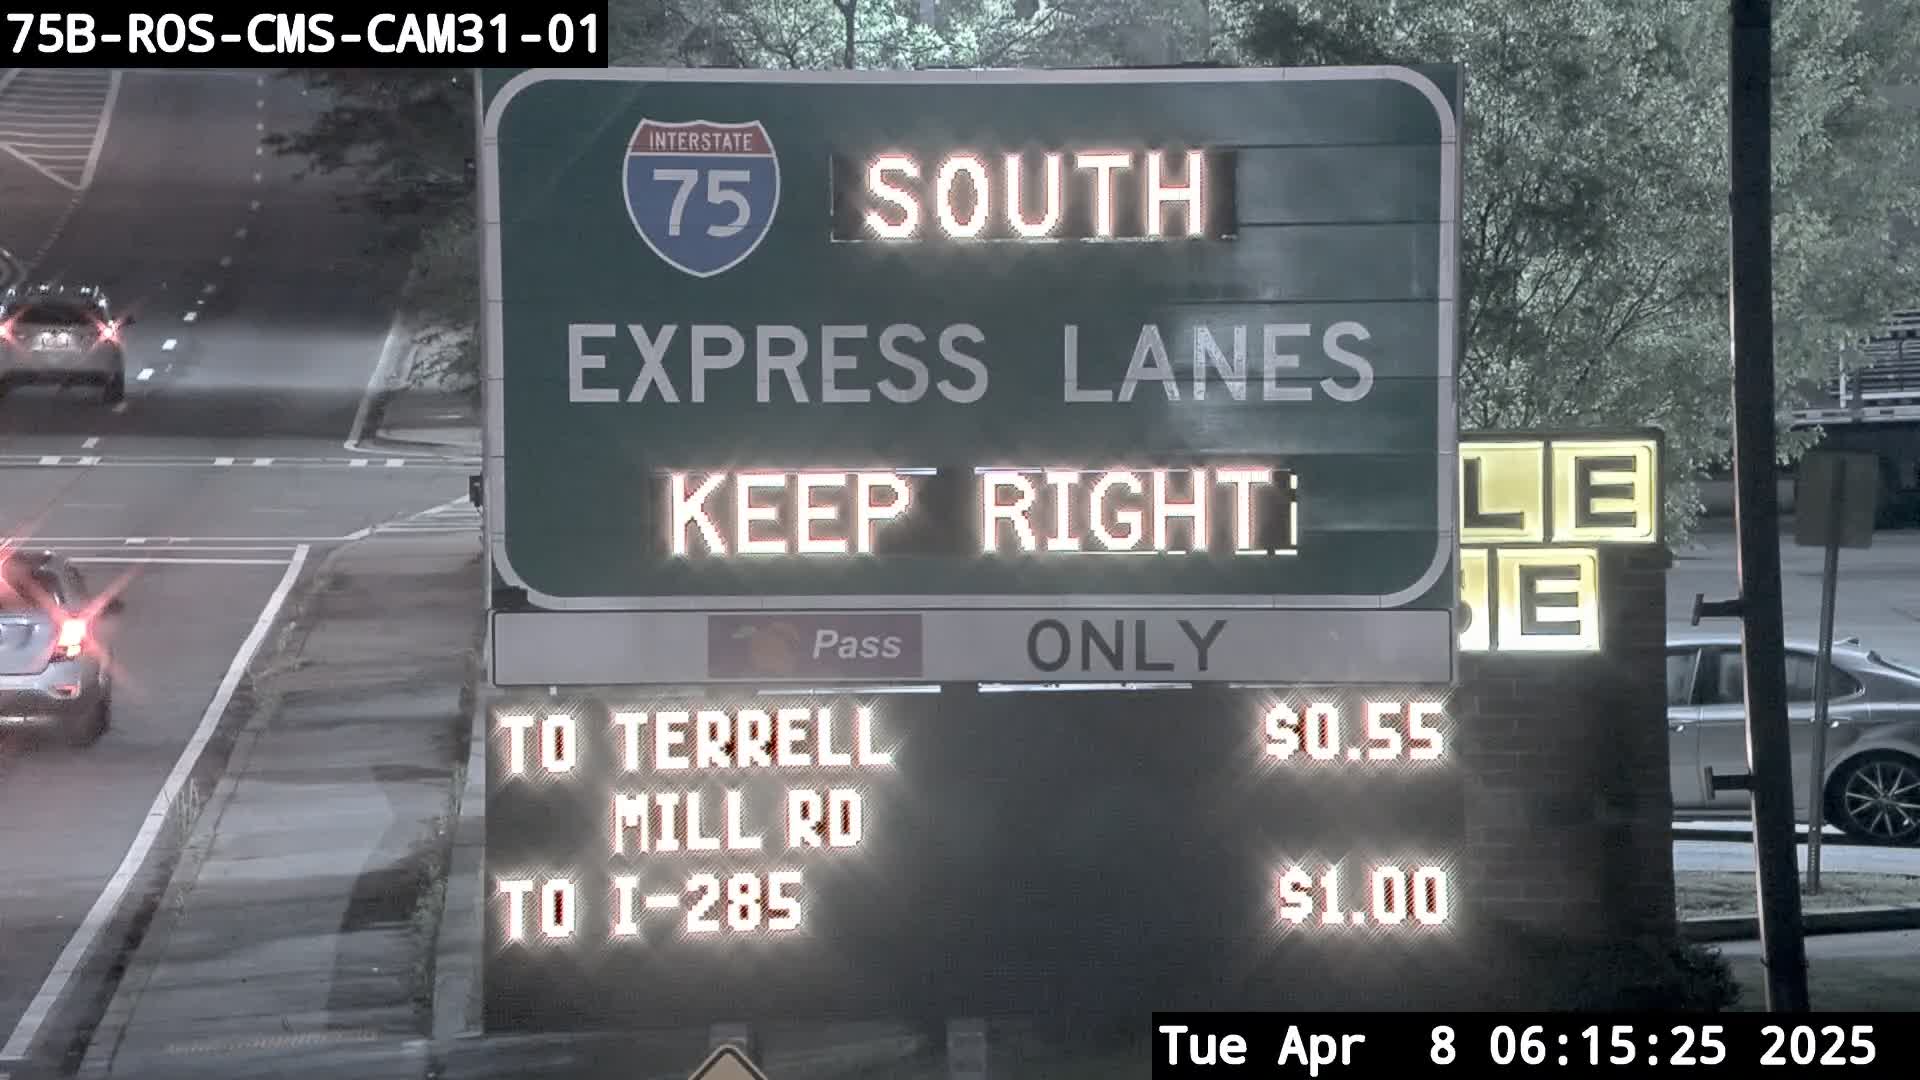 75B-ROS-CMS-CAM31-01
INTERSTATE
75
SOUTH
EXPRESS LANES
KEEP RIGHT
Pass ONLY
TO TERRELL $0.55
MILL RD
TO I-285 $1.00
LE
E
Tue Apr 8 06:15:25 2025